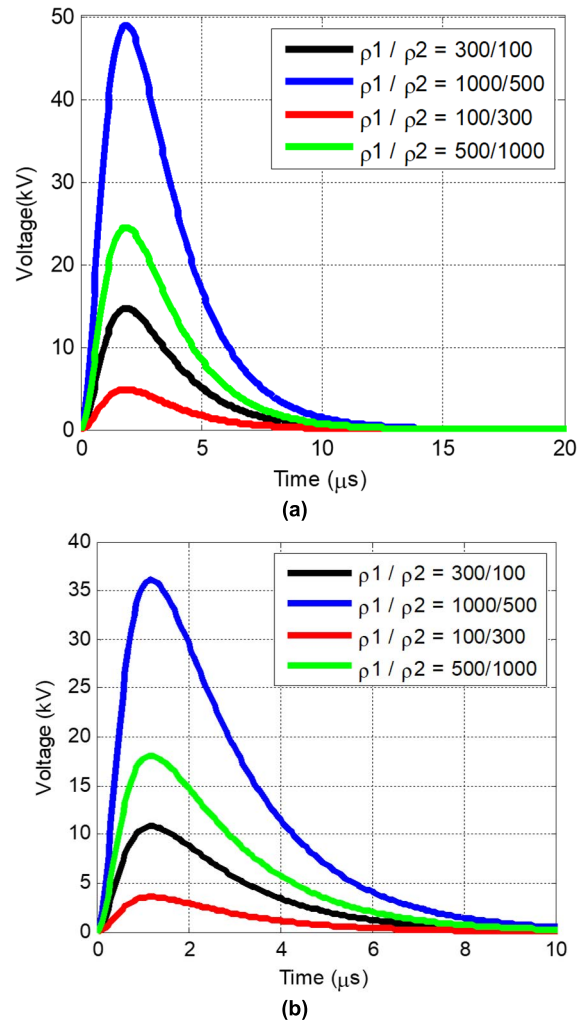 50
40
30
20
10
0
Voltage(kV)
ρ1 / ρ2 = 300/100
ρ1 / ρ2 = 1000/500
ρ1 / ρ2 = 100/300
ρ1 / ρ2 = 500/1000
0 5 10 15 20
Time (μs)
(a)
40
35
30
25
20
15
10
5
0
Voltage (kV)
ρ1 / ρ2 = 300/100
ρ1 / ρ2 = 1000/500
ρ1 / ρ2 = 100/300
ρ1 / ρ2 = 500/1000
0 2 4 6 8 10
Time (μs)
(b)